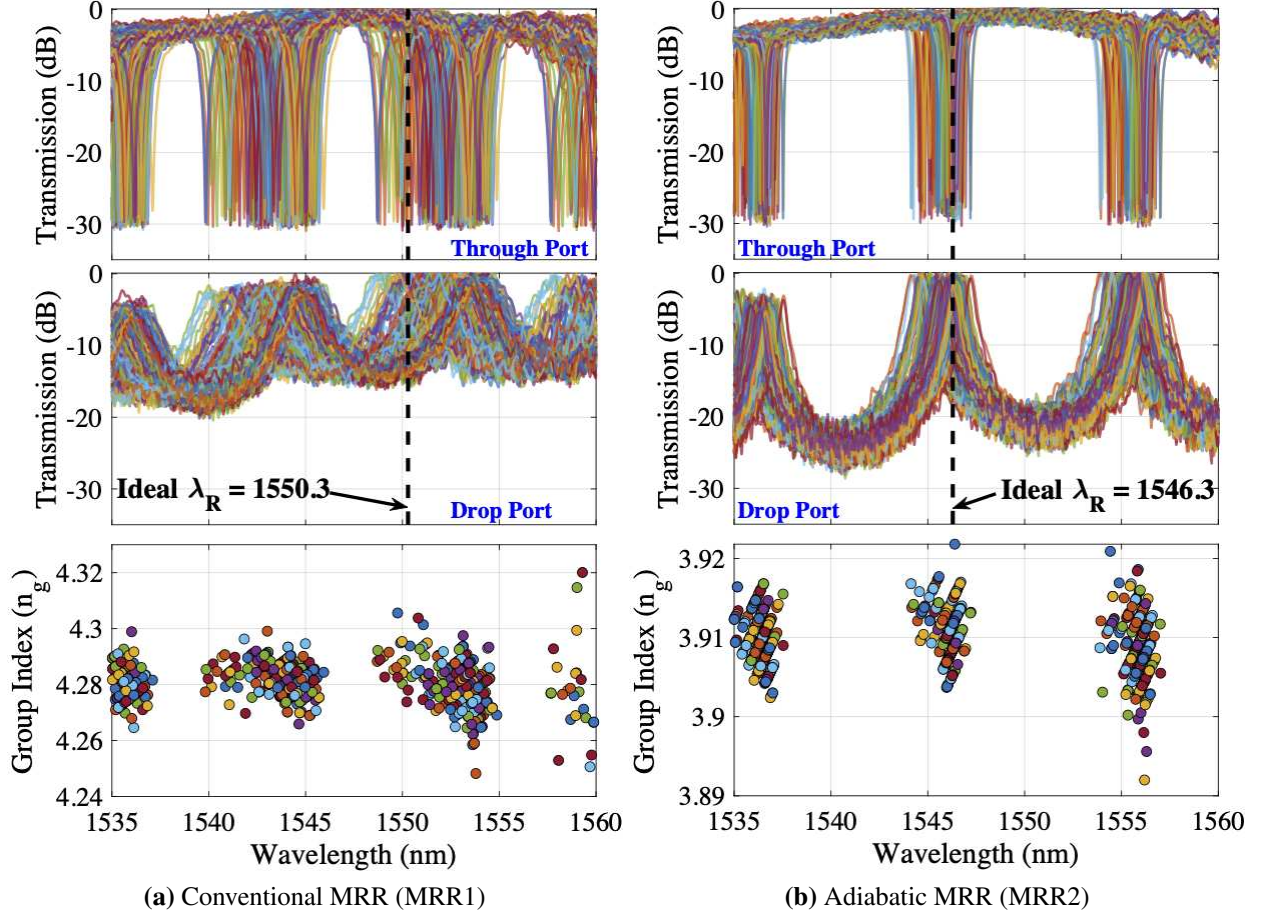 0
-10
-20
-30
Transmission (dB)
Through Port
0
-10
-20
-30
Transmission (dB)
Ideal λ_R = 1550.3
Drop Port
4.32
4.3
4.28
4.26
4.24
Group Index (n_g)
1535 1540 1545 1550 1555 1560
Wavelength (nm)
(a) Conventional MRR (MRR1)
0
-10
-20
-30
Transmission (dB)
Through Port
0
-10
-20
-30
Transmission (dB)
Ideal λ_R = 1546.3
Drop Port
3.92
3.91
3.9
3.89
Group Index (n_g)
1535 1540 1545 1550 1555 1560
Wavelength (nm)
(b) Adiabatic MRR (MRR2)